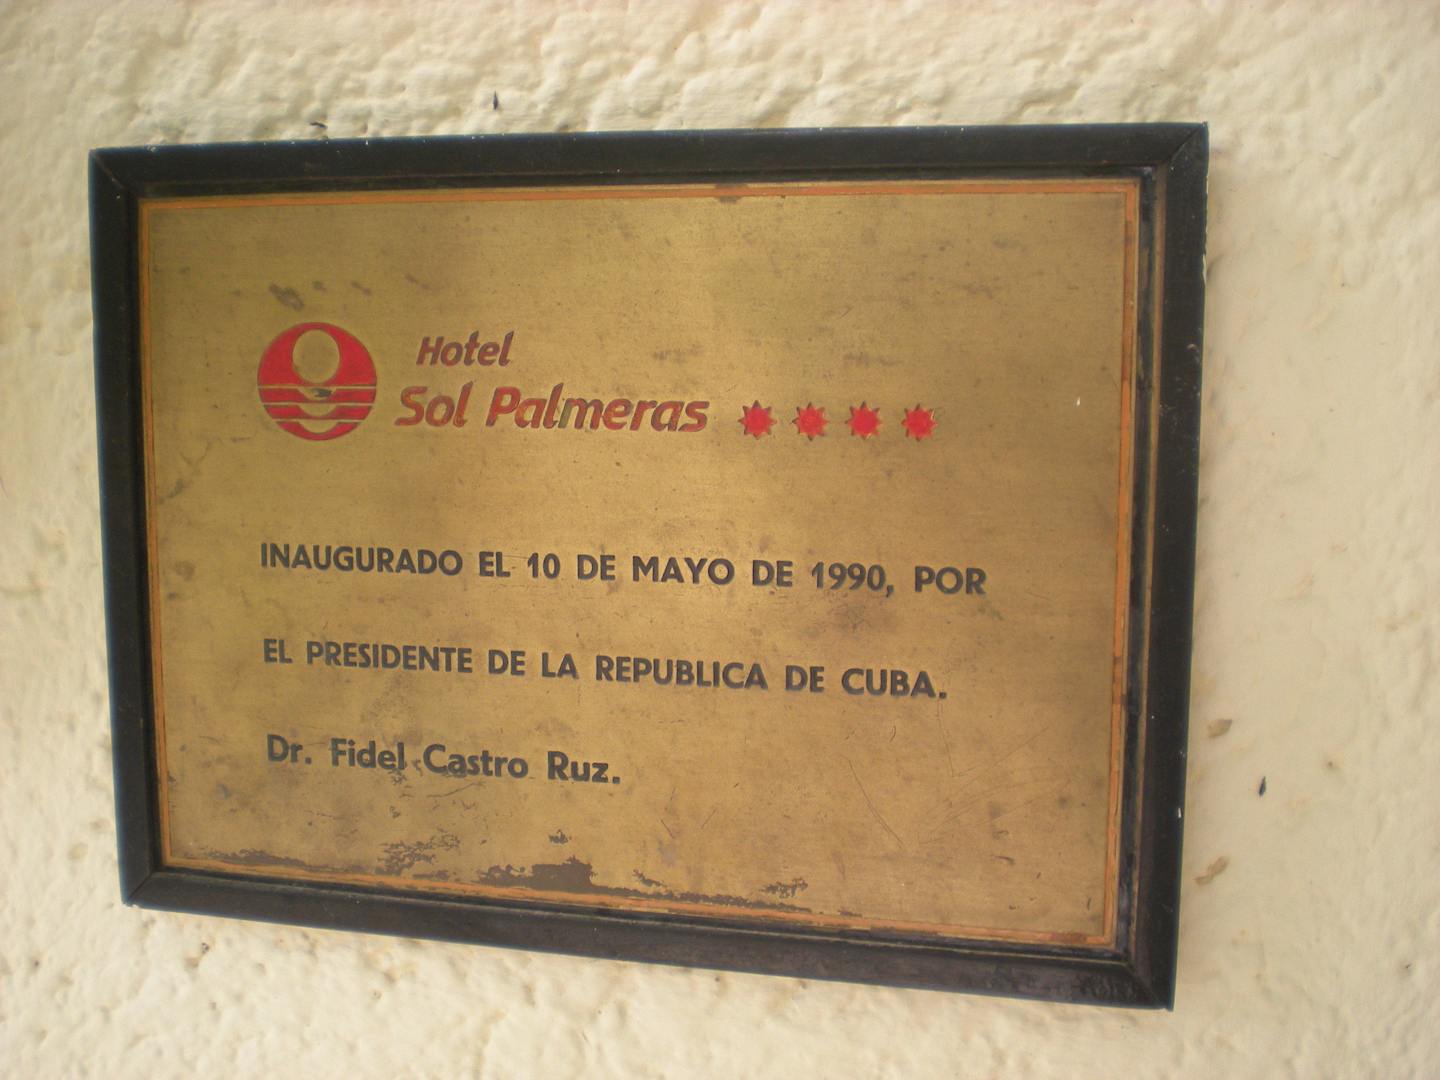 Hotel
Sol Palmeras
INAUGURADO EL 10 DE MAYO DE 1990, POR
EL PRESIDENTE DE LA REPUBLICA DE CUBA.
Dr. Fidel Castro Ruz.